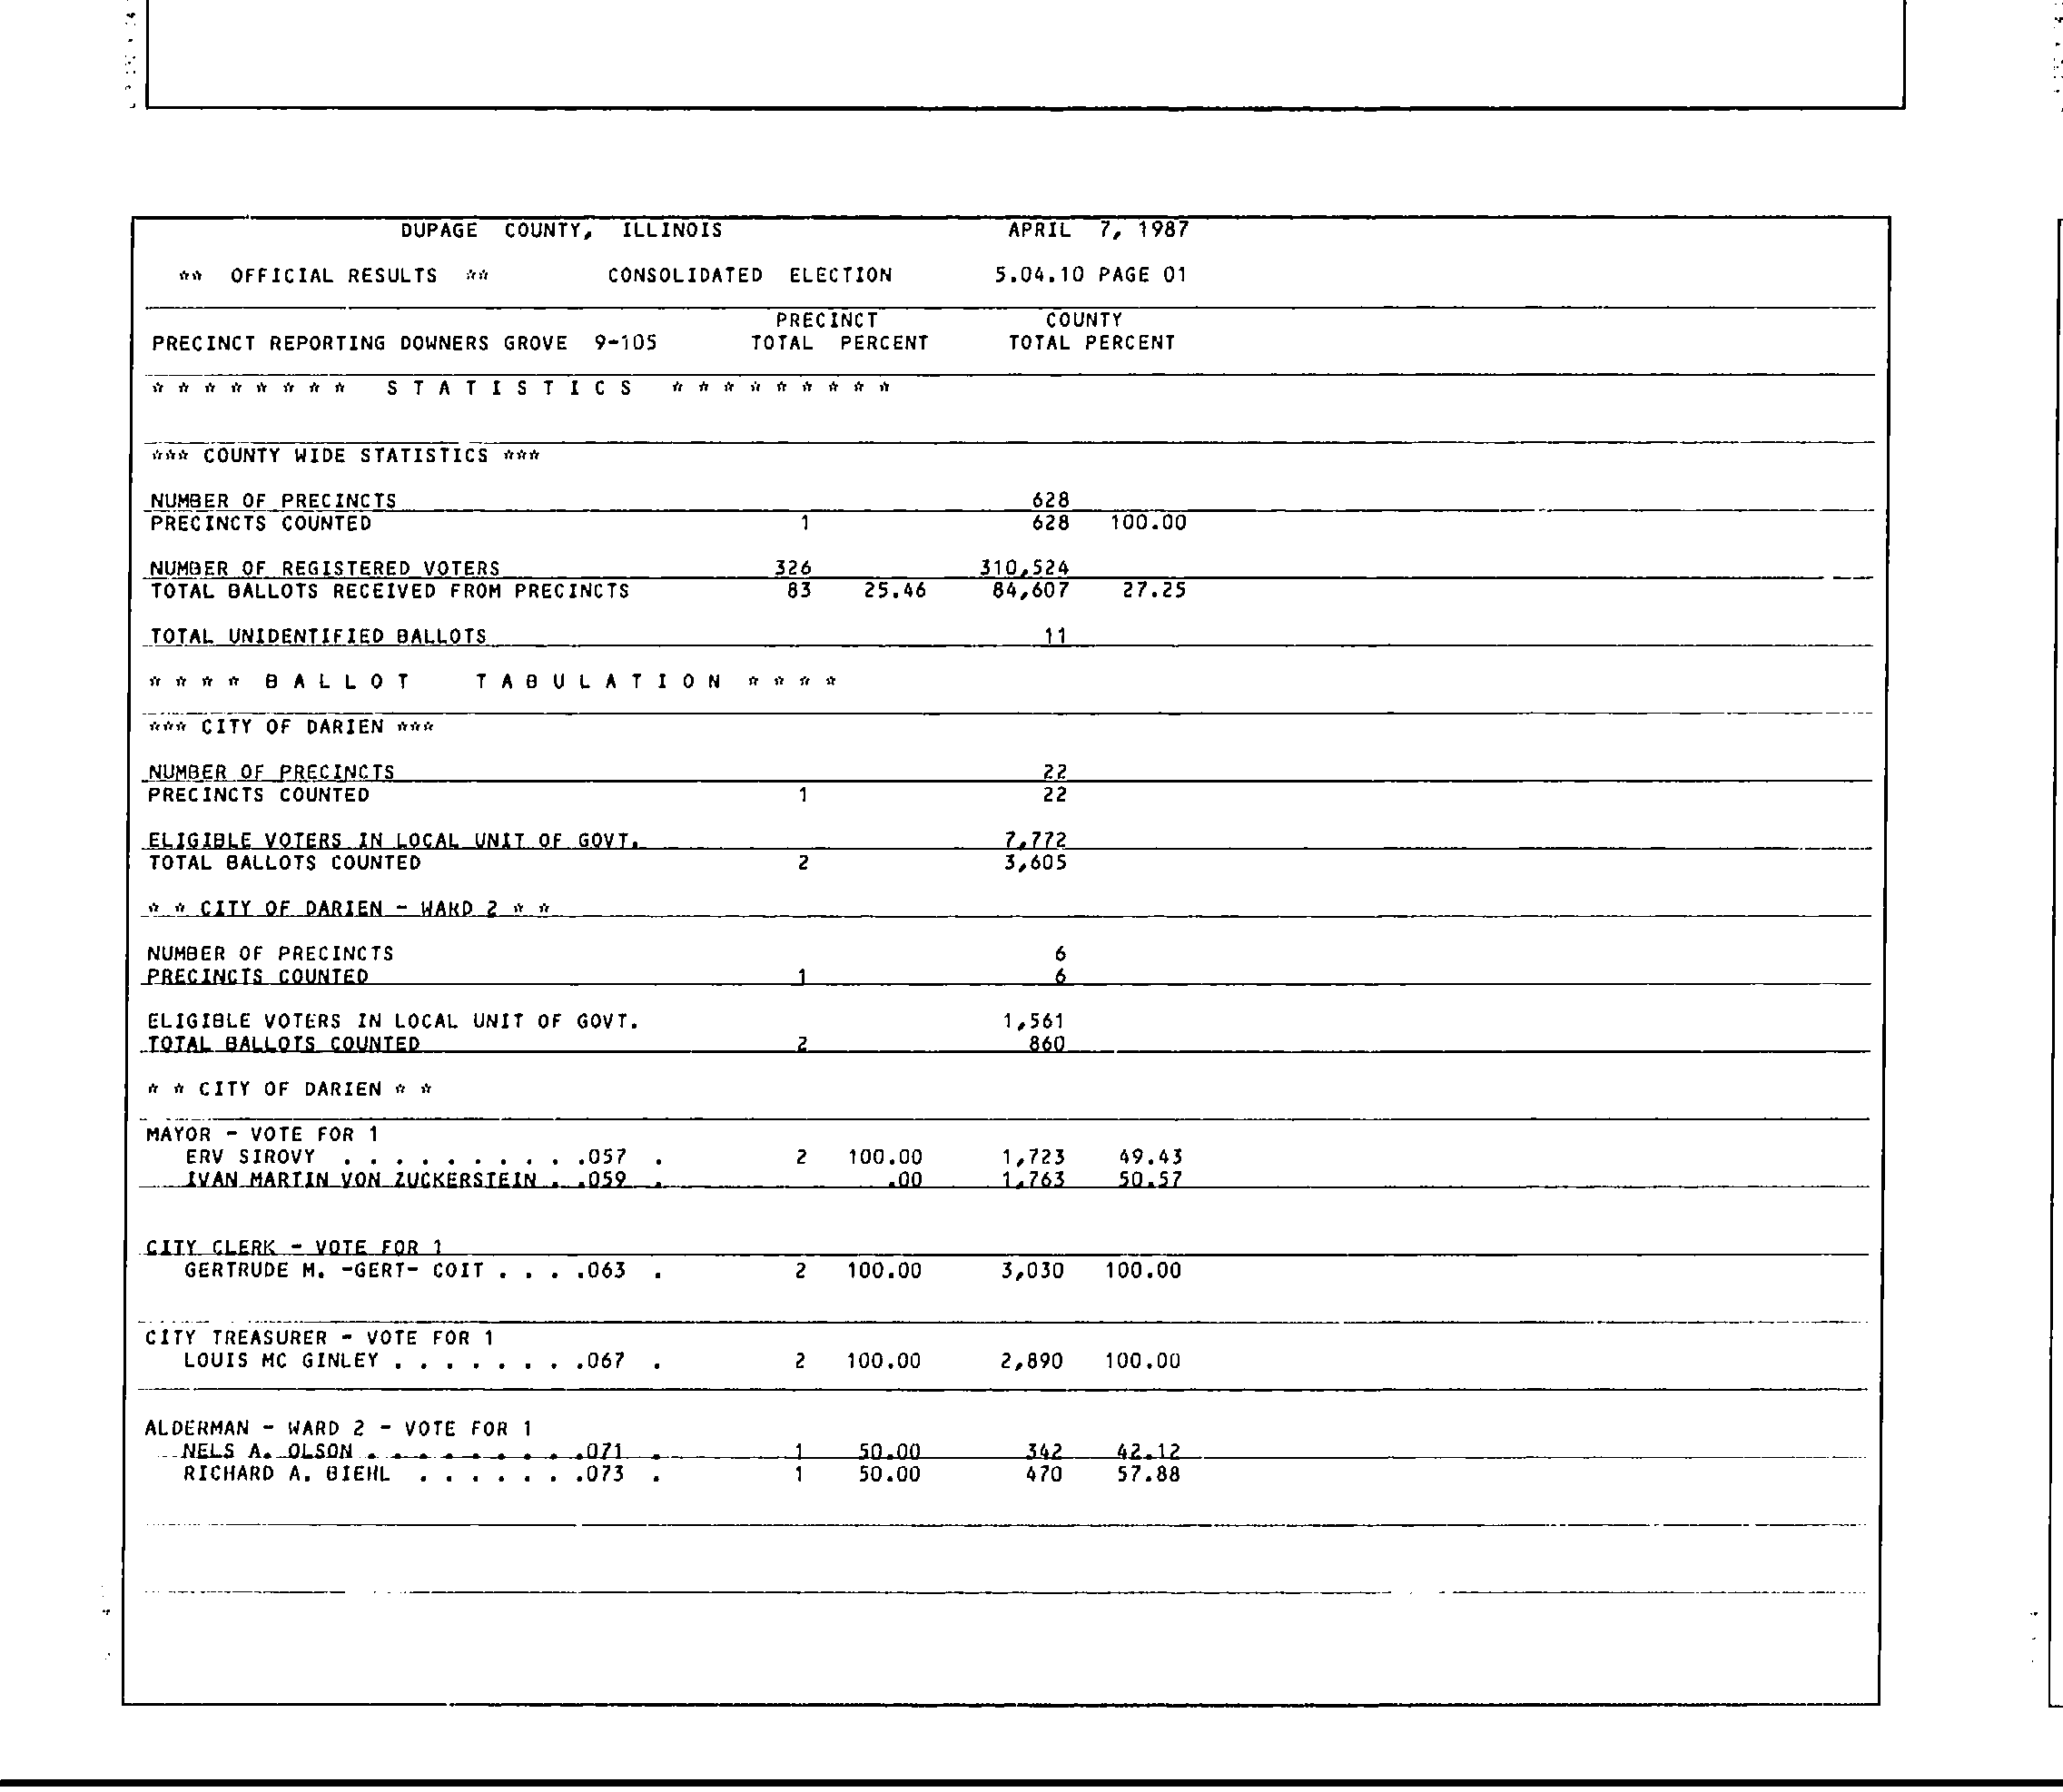 DUPAGE COUNTY, ILLINOIS APRIL 7, 1987
** OFFICIAL RESULTS ** CONSOLIDATED ELECTION 5.04.10 PAGE 01
PRECINCT COUNTY
PRECINCT REPORTING DOWNERS GROVE 9-105 TOTAL PERCENT TOTAL PERCENT
* * * * * * * * S T A T I S T I C S * * * * * * * * *
*** COUNTY WIDE STATISTICS ***
NUMBER OF PRECINCTS 628
PRECINCTS COUNTED 1 628 100.00
NUMBER OF REGISTERED VOTERS 326 310,524
TOTAL BALLOTS RECEIVED FROM PRECINCTS 83 25.46 84,607 27.25
TOTAL UNIDENTIFIED BALLOTS 11
* * * * B A L L O T T A B U L A T I O N * * * *
*** CITY OF DARIEN ***
NUMBER OF PRECINCTS 22
PRECINCTS COUNTED 1 22
ELIGIBLE VOTERS IN LOCAL UNIT OF GOVT. 7,772
TOTAL BALLOTS COUNTED 2 3,605
* * CITY OF DARIEN - WARD 2 * *
NUMBER OF PRECINCTS 6
PRECINCTS COUNTED 1 6
ELIGIBLE VOTERS IN LOCAL UNIT OF GOVT. 1,561
TOTAL BALLOTS COUNTED 2 860
* * CITY OF DARIEN * *
MAYOR - VOTE FOR 1
ERV SIROVY . . . . . . . . . .057 . 2 100.00 1,723 49.43
IVAN MARTIN VON ZUCKERSTEIN . .059 . .00 1,763 50.57
CITY CLERK - VOTE FOR 1
GERTRUDE M. -GERT- COIT . . . .063 . 2 100.00 3,030 100.00
CITY TREASURER - VOTE FOR 1
LOUIS MC GINLEY . . . . . . . .067 . 2 100.00 2,890 100.00
ALDERMAN - WARD 2 - VOTE FOR 1
NELS A. OLSON . . . . . . . . .071 . 1 50.00 342 42.12
RICHARD A. BIEHL . . . . . . .073 . 1 50.00 470 57.88